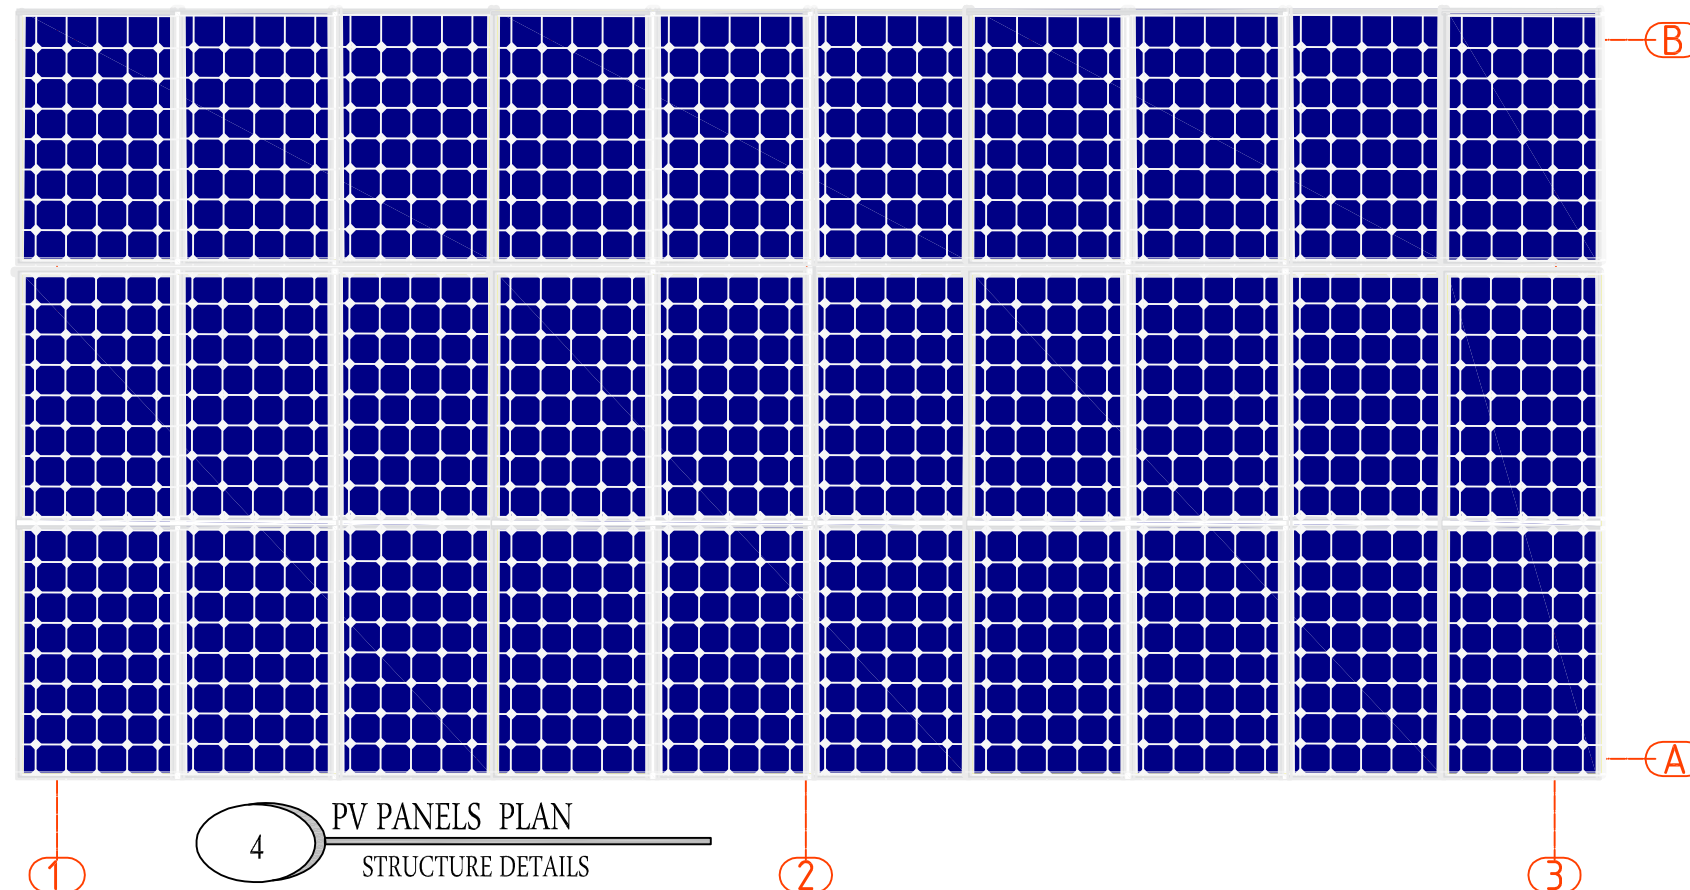 B
A
PV PANELS PLAN
4
STRUCTURE DETAILS
1 2 3